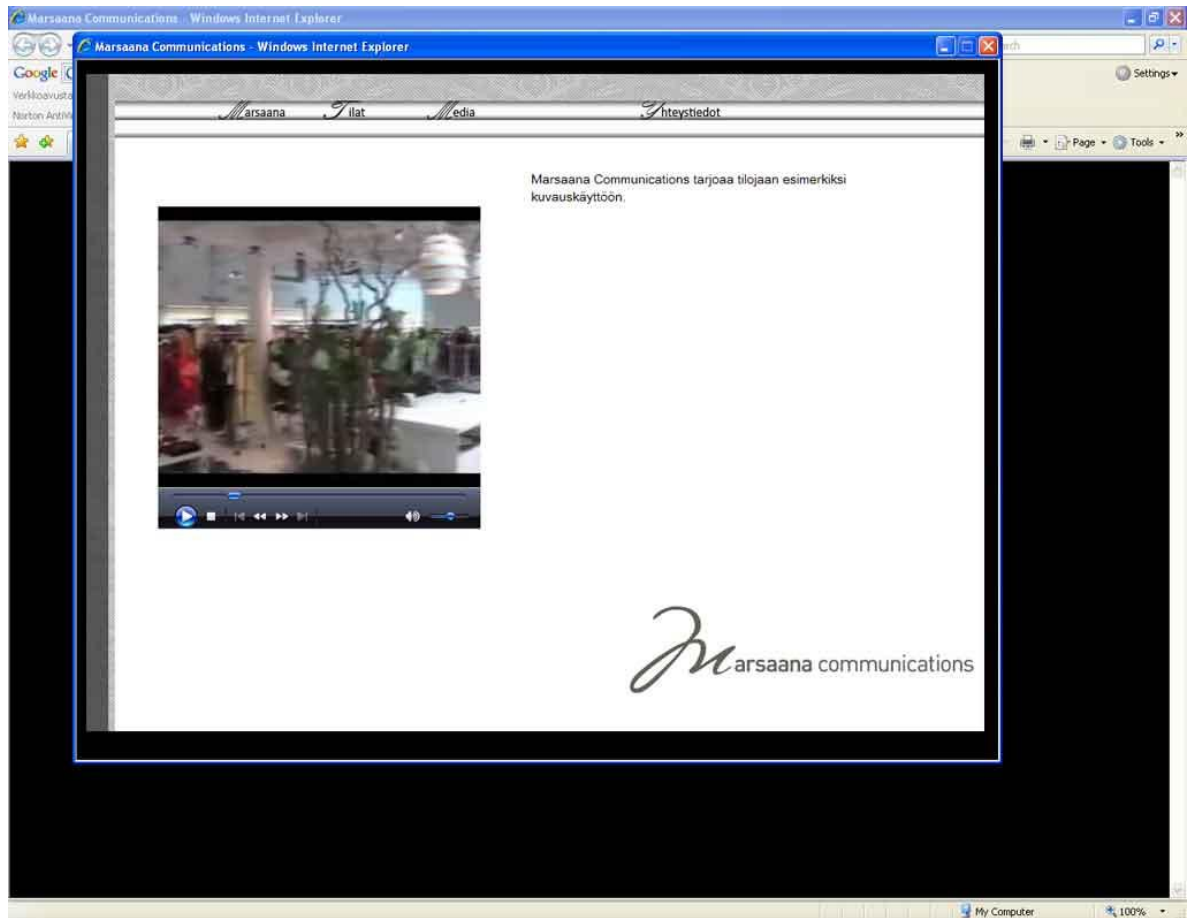 Marsaana Communications - Windows Internet Explorer
Marsaana Communications - Windows Internet Explorer
Google
Settings
Norton
Page
Tools
Marsaana Tilat Media Yhteystiedot
Marsaana Communications tarjoaa tilojaan esimerkiksi
kuvauskäyttöön.
Marsaana communications
My Computer
100%